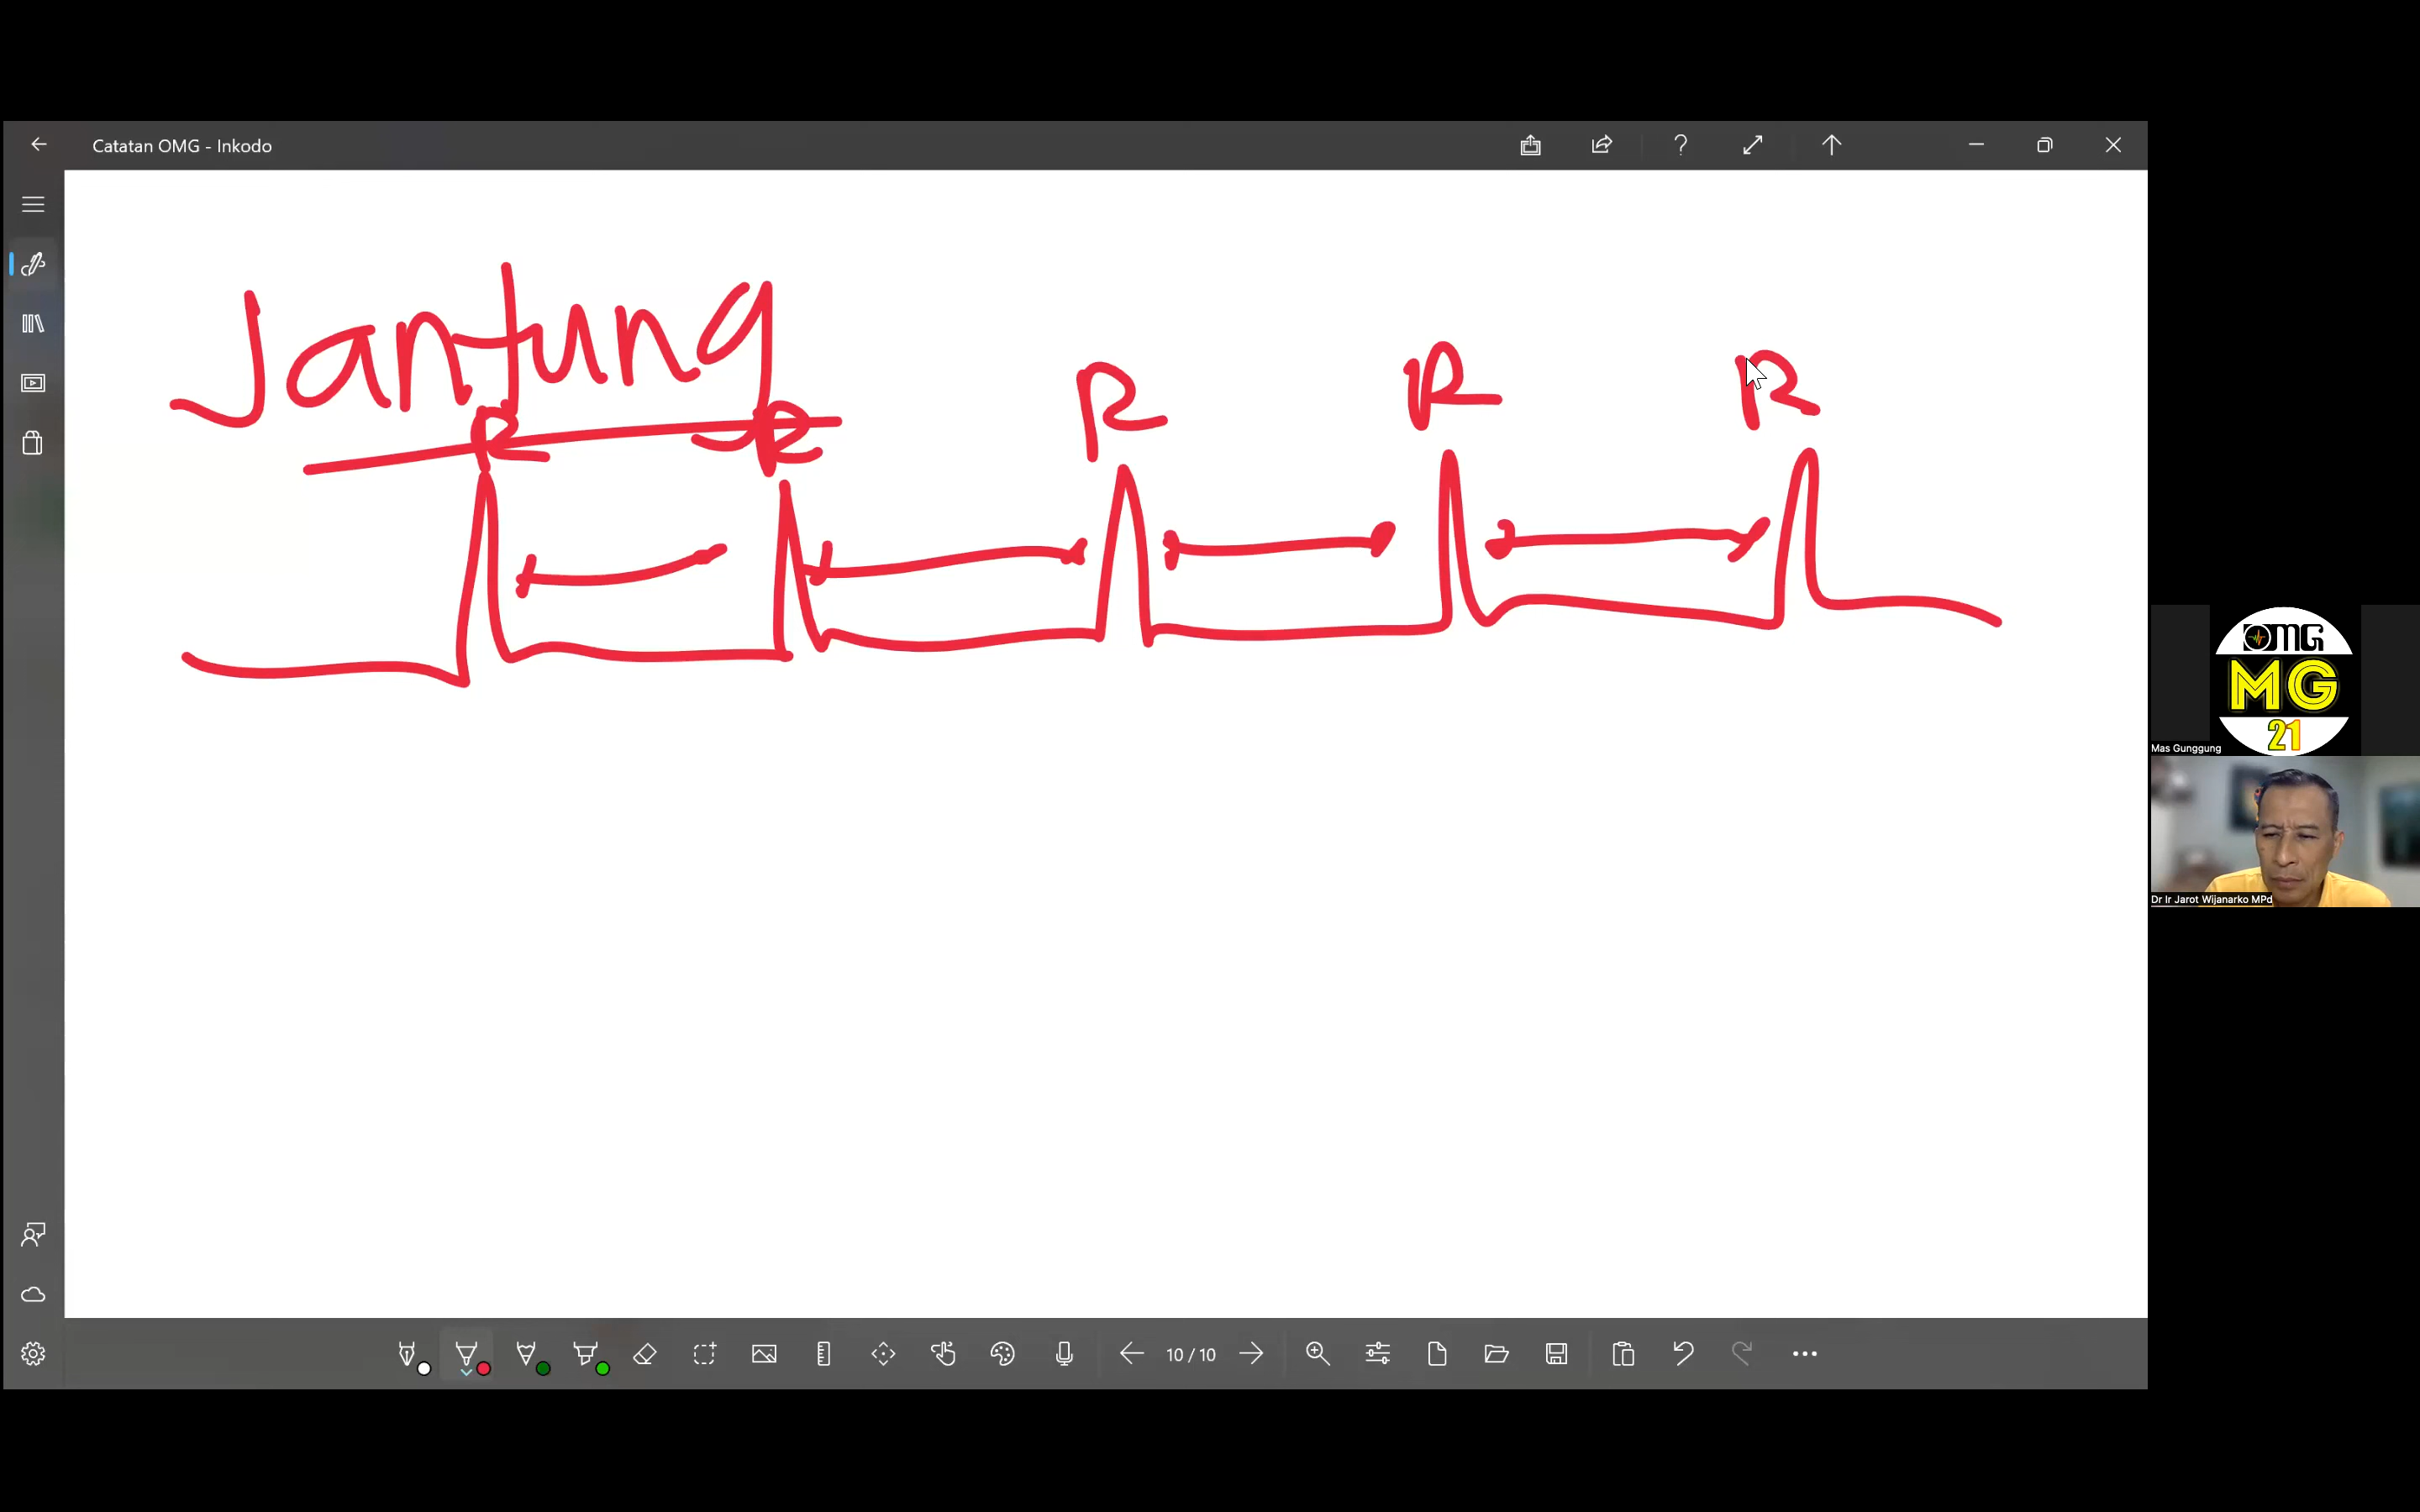 Catatan OMG - Inkodo
Jantung
R R R R R
OMG
MG
21
Mas Gunggung
Dr Ir Jarot Wijanarko MPd
10 / 10